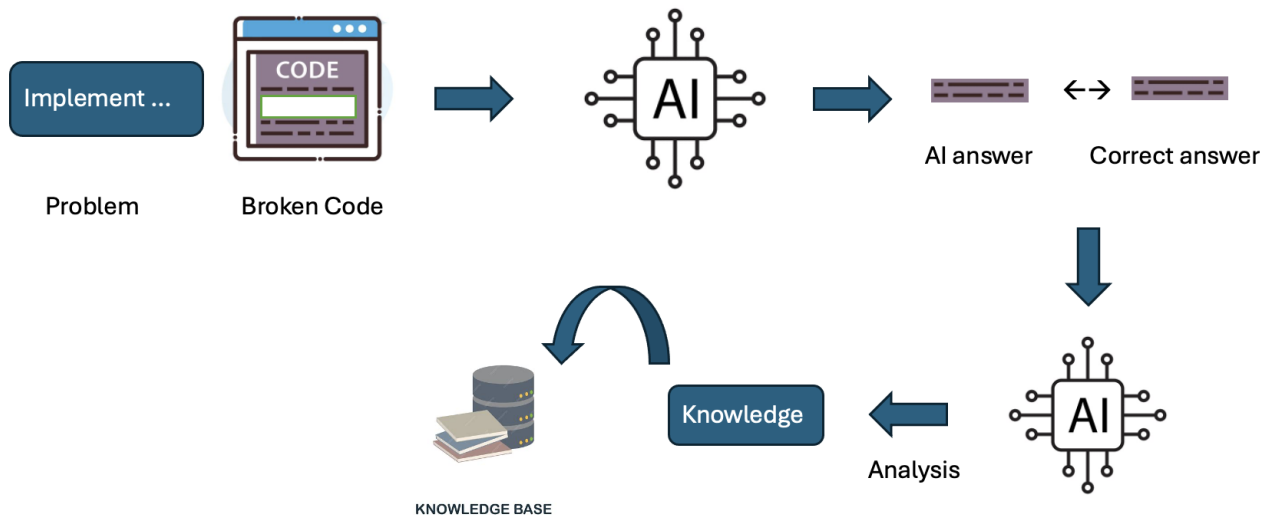 Implement ...
CODE
AI
AI answer
Correct answer
Problem
Broken Code
AI
Knowledge
Analysis
KNOWLEDGE BASE